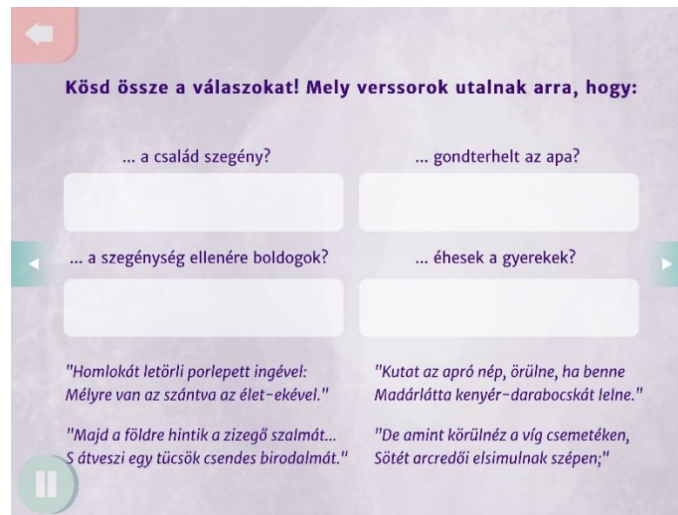 Kösd össze a válaszokat! Mely verssorok utalnak arra, hogy:
... a család szegény?
... gondterhelt az apa?
... a szegénység ellenére boldogok?
... éhesek a gyerekek?
"Homlokát letörli porlepett ingével:
Mélyre van az szántva az élet-ekével."
"Kutat az apró nép, örülne, ha benne
Madárlátta kenyér-darabocskát lelne."
"Majd a földre hintik a zizegő szalmát...
S átveszi egy tücsök csendes birodalmát."
"De amint körülnéz a víg csemetéken,
Sötét arcredői elsimulnak szépen;"